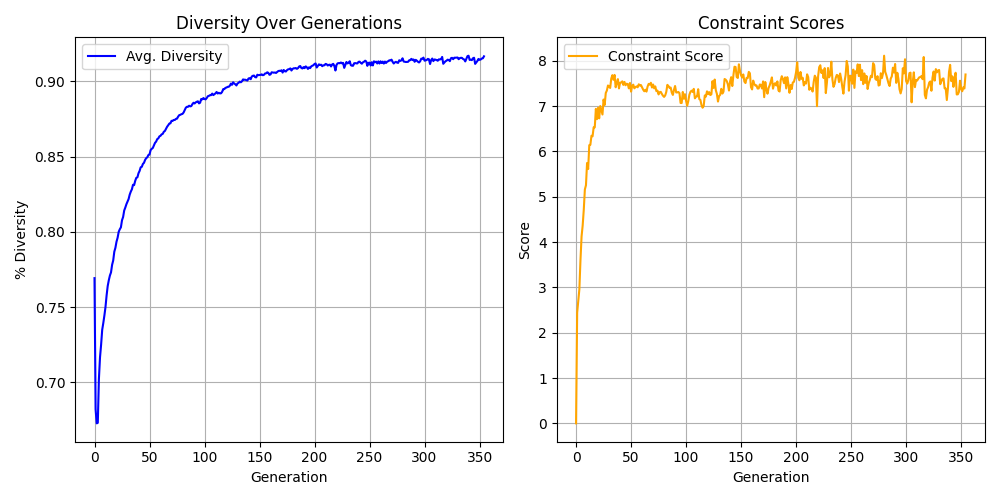 Diversity Over Generations
Avg. Diversity
% Diversity
0.90
0.85
0.80
0.75
0.70
0 50 100 150 200 250 300 350
Generation
Constraint Scores
Constraint Score
Score
8
7
6
5
4
3
2
1
0
0 50 100 150 200 250 300 350
Generation